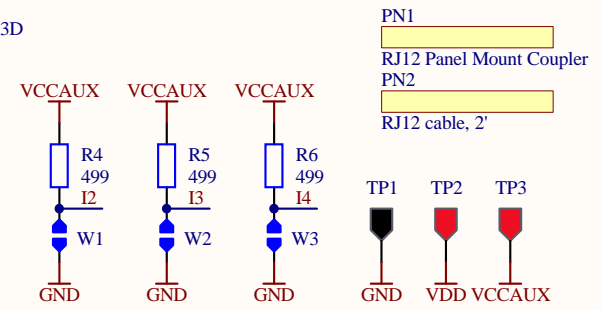 3D
PN1
RJ12 Panel Mount Coupler
PN2
RJ12 cable, 2'
VCCAUX VCCAUX VCCAUX
R4 R5 R6
499 499 499
I2 I3 I4
W1 W2 W3
GND GND GND
TP1 TP2 TP3
GND VDD VCCAUX